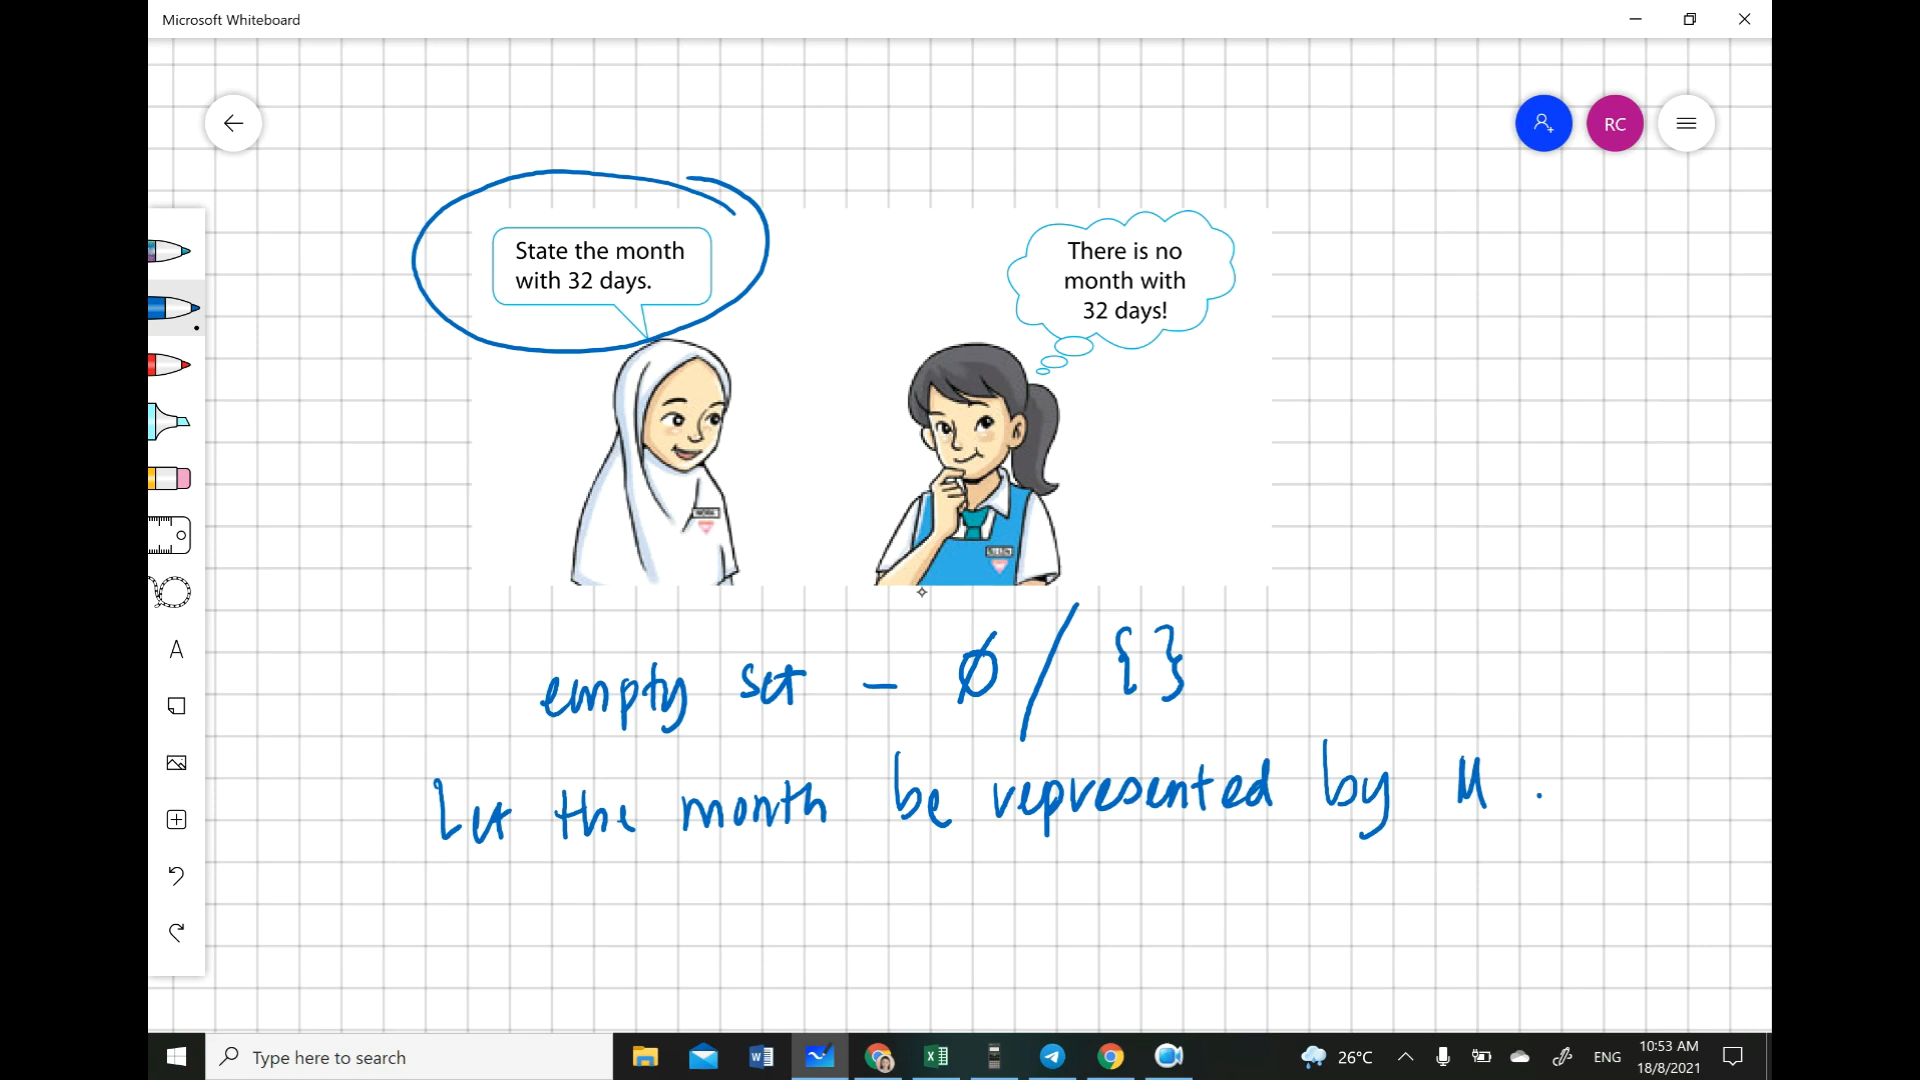 Microsoft Whiteboard
RC
State the month
with 32 days.
There is no
month with
32 days!
empty set - Ø / { }
Let the month be represented by M.
A
Type here to search
26°C
ENG
10:53 AM
18/8/2021